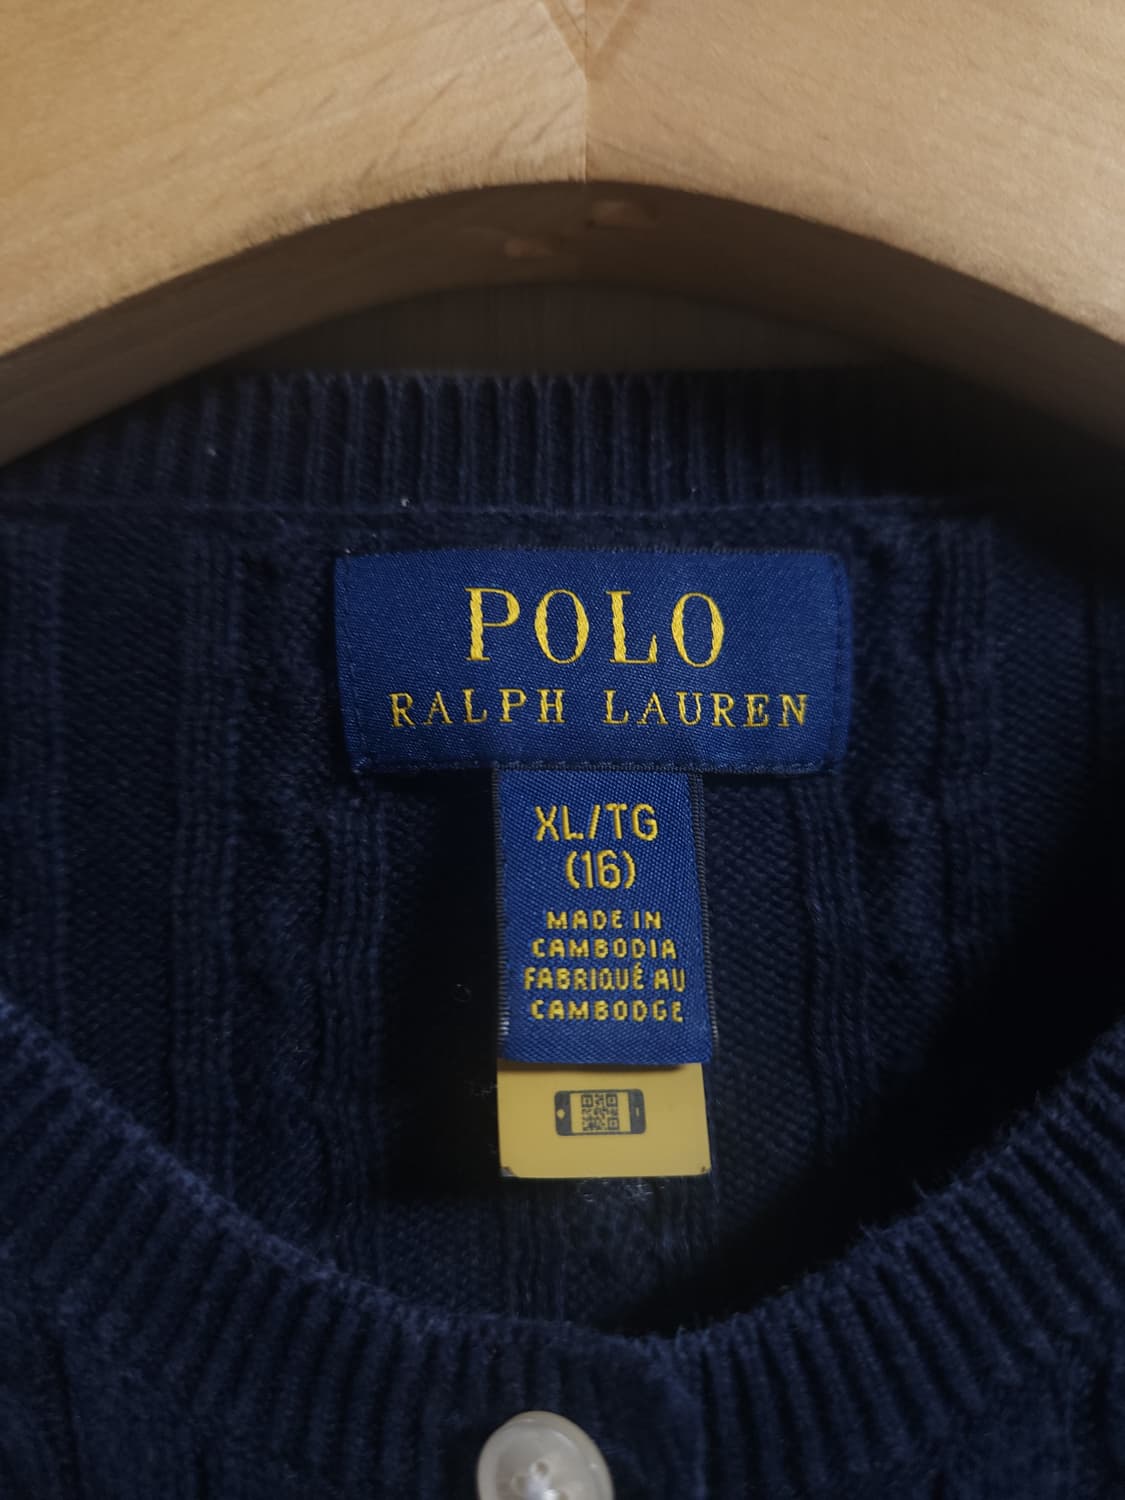 POLO
RALPH LAUREN
XL/TG
(16)
MADE IN
CAMBODIA
FABRIQUÉ AU
CAMBODGE